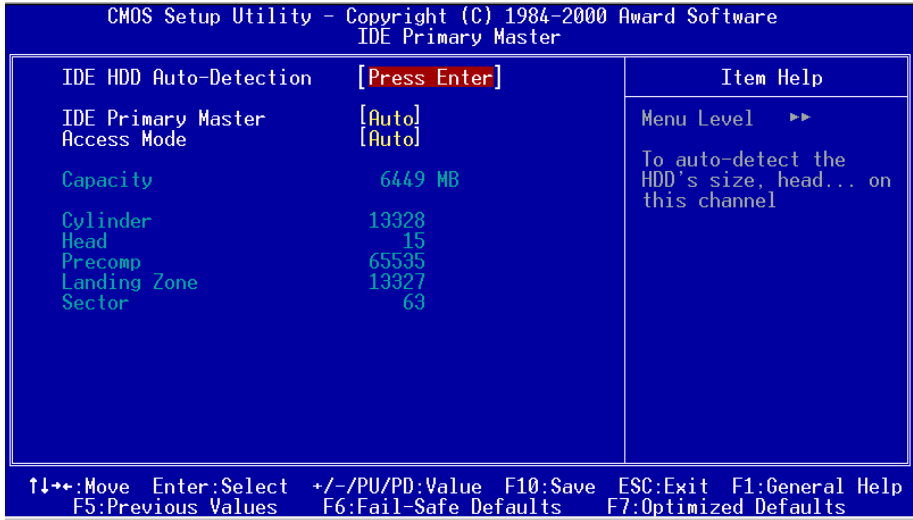 CMOS Setup Utility - Copyright (C) 1984-2000 Award Software
IDE Primary Master
IDE HDD Auto-Detection [Press Enter]
IDE Primary Master [Auto]
Access Mode [Auto]
Capacity 6449 MB
Cylinder 13328
Head 15
Precomp 65535
Landing Zone 13327
Sector 63
Item Help
Menu Level ▸▸
To auto-detect the
HDD's size, head... on
this channel
↑↓→←:Move Enter:Select +/-/PU/PD:Value F10:Save ESC:Exit F1:General Help
F5:Previous Values F6:Fail-Safe Defaults F7:Optimized Defaults